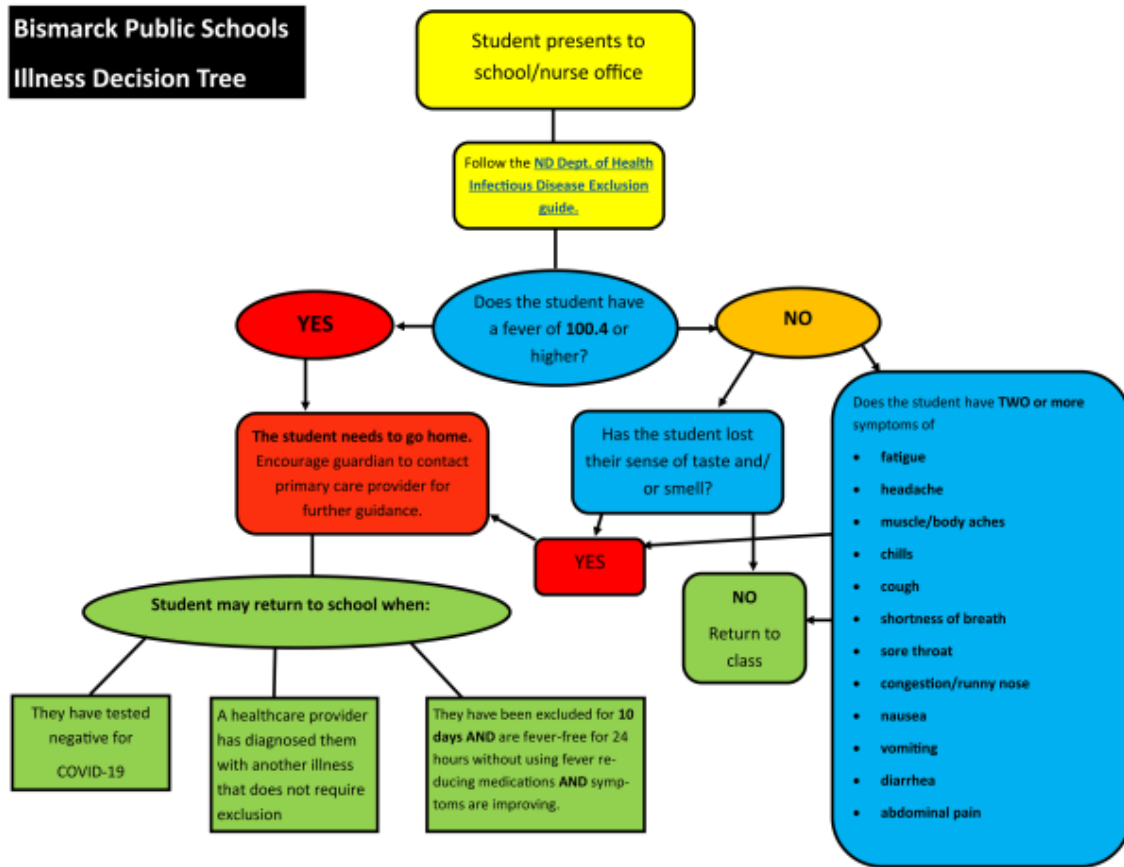 Bismarck Public Schools
Illness Decision Tree
Student presents to
school/nurse office
Follow the ND Dept. of Health
Infectious Disease Exclusion
guide.
Does the student have
a fever of 100.4 or
higher?
YES
NO
The student needs to go home.
Encourage guardian to contact
primary care provider for
further guidance.
Has the student lost
their sense of taste and/
or smell?
Does the student have TWO or more
symptoms of
• fatigue
• headache
• muscle/body aches
• chills
• cough
• shortness of breath
• sore throat
• congestion/runny nose
• nausea
• vomiting
• diarrhea
• abdominal pain
YES
NO
Return to
class
Student may return to school when:
They have tested
negative for
COVID-19
A healthcare provider
has diagnosed them
with another illness
that does not require
exclusion
They have been excluded for 10
days AND are fever-free for 24
hours without using fever re-
ducing medications AND symp-
toms are improving.